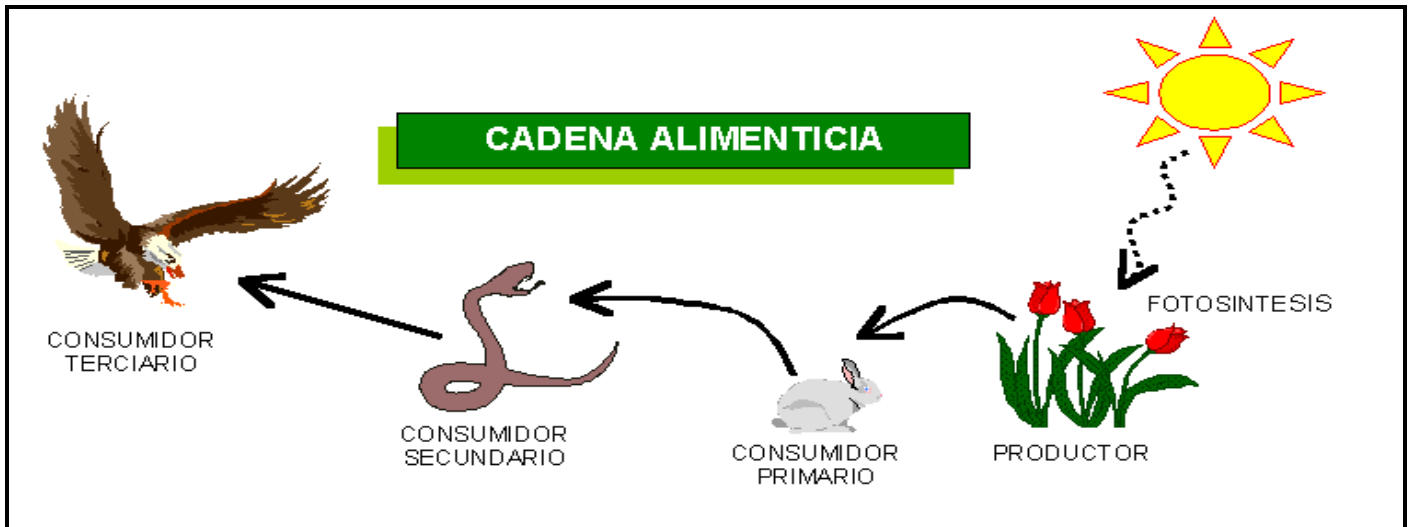 CADENA ALIMENTICIA
FOTOSINTESIS
CONSUMIDOR
TERCIARIO
CONSUMIDOR
SECUNDARIO
CONSUMIDOR
PRIMARIO
PRODUCTOR